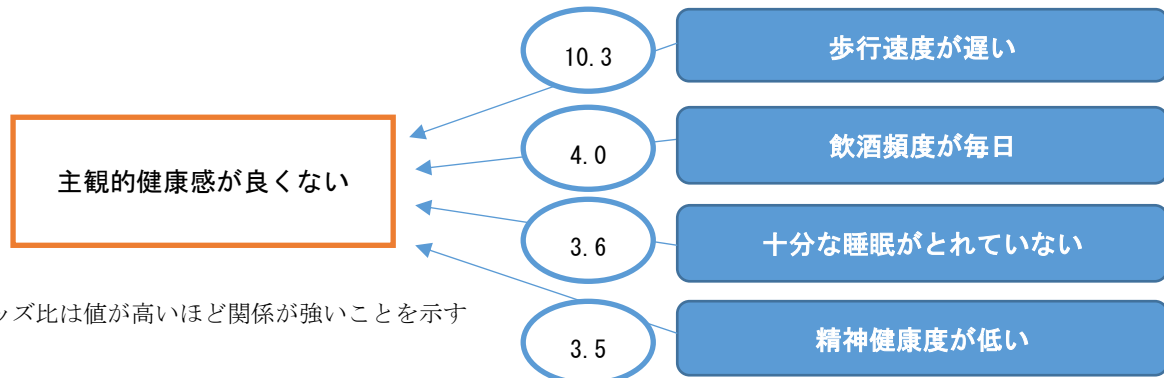 10.3
歩行速度が遅い
4.0
飲酒頻度が毎日
主観的健康感が良くない
3.6
十分な睡眠がとれていない
ッズ比は値が高いほど関係が強いことを示す
3.5
精神健康度が低い